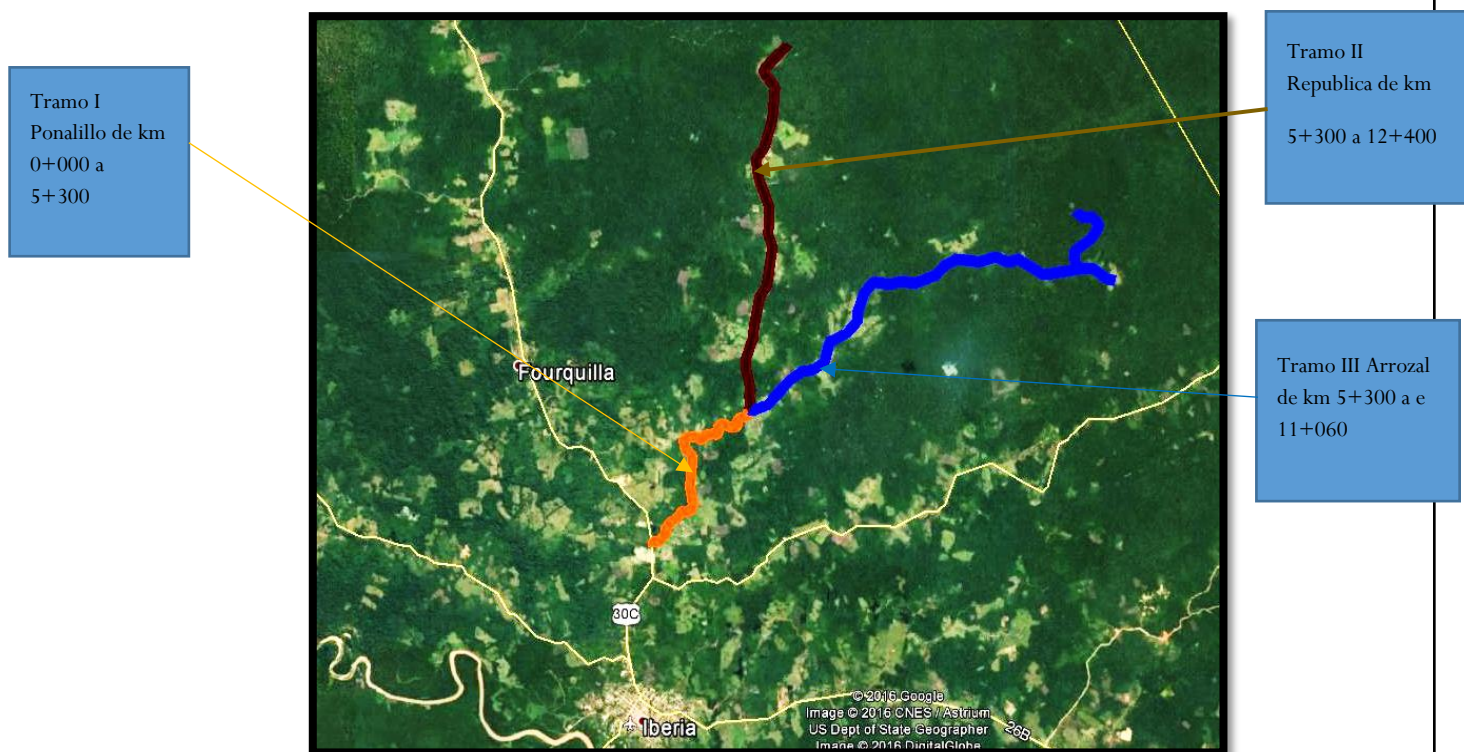 Tramo I
Ponalillo de km
0+000 a
5+300
Tramo II
Republica de km
5+300 a 12+400
Tramo III Arrozal
de km 5+300 a e
11+060
Fourquilla
30C
Iberia
© 2016 Google
Image © 2016 CNES / Astrium
US Dept of State Geographer
Image © 2016 DigitalGlobe
26B